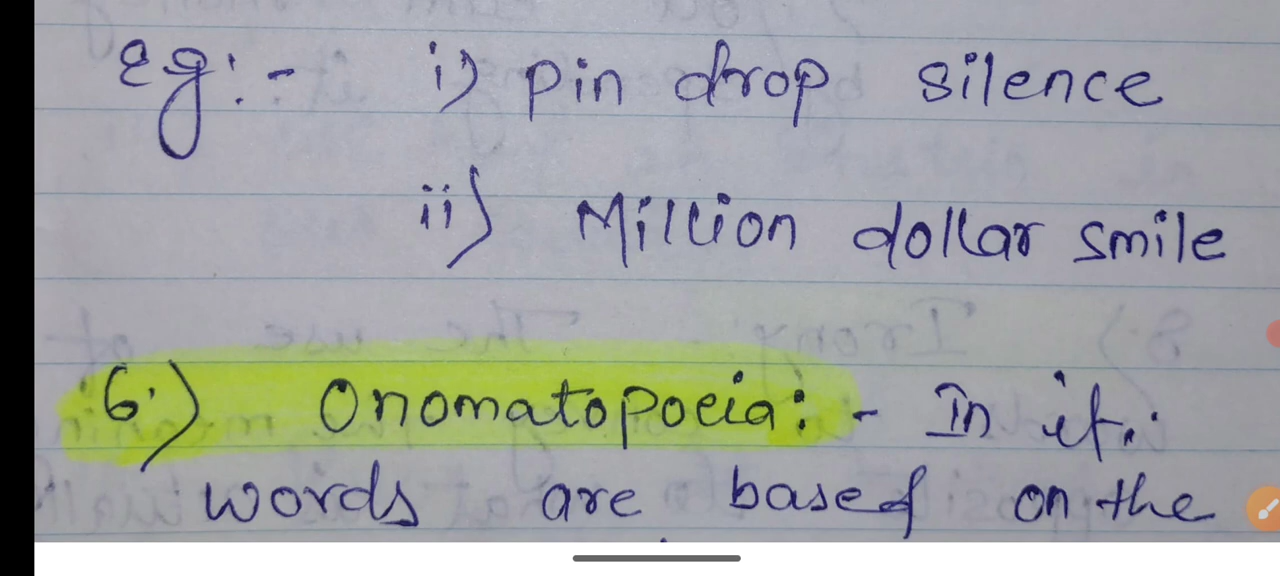 eg:- i) pin drop silence
ii) Million dollar smile
6.) Onomatopoeia:- In it.
words are based on the